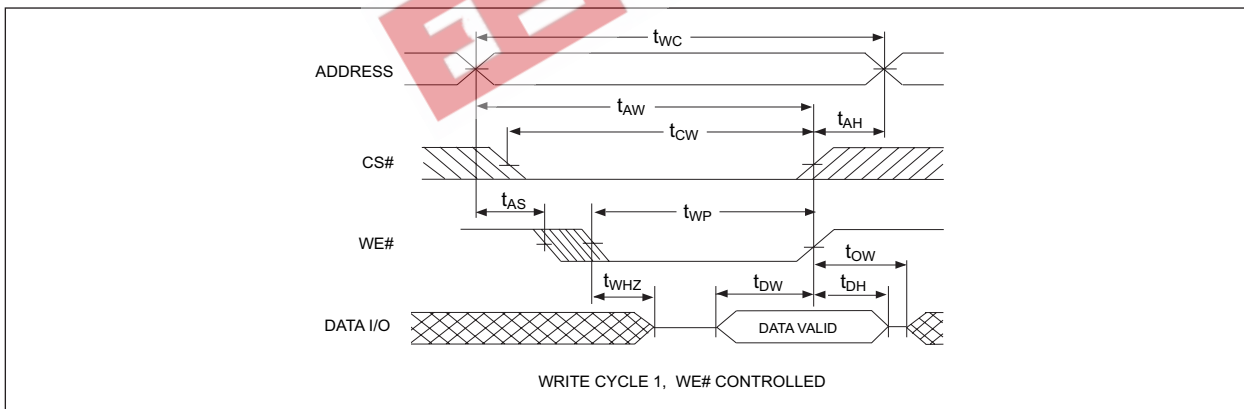 tWC
ADDRESS
tAW
tCW
tAH
CS#
tAS
tWP
WE#
tOW
tWHZ
tDW
tDH
DATA I/O
DATA VALID
WRITE CYCLE 1, WE# CONTROLLED